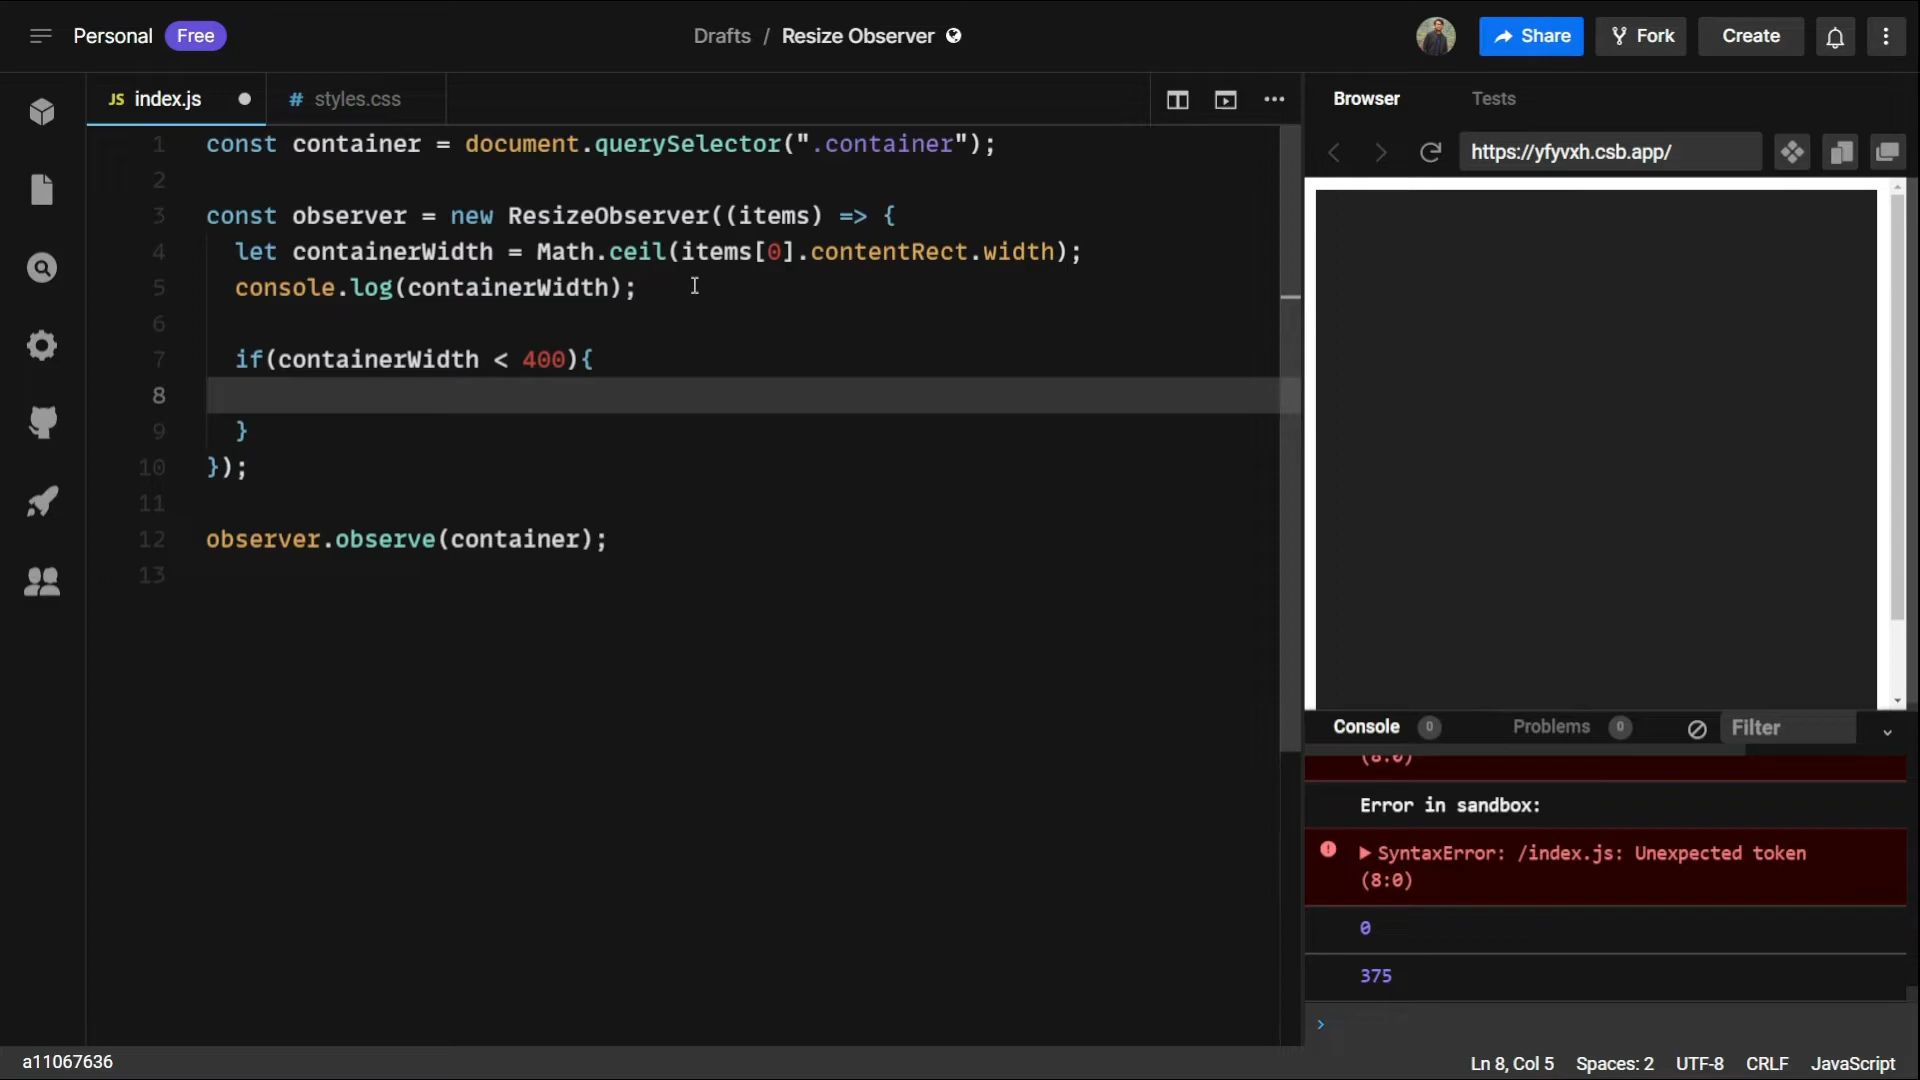 Personal Free Drafts / Resize Observer Share Fork Create
JS index.js # styles.css Browser Tests
https://yfyvxh.csb.app/
1 const container = document.querySelector(".container");
2
3 const observer = new ResizeObserver((items) => {
4 let containerWidth = Math.ceil(items[0].contentRect.width);
5 console.log(containerWidth);
6
7 if(containerWidth < 400){
8
9 }
10 });
11
12 observer.observe(container);
13
Console 0 Problems 0 Filter
(8:0)
Error in sandbox:
SyntaxError: /index.js: Unexpected token
(8:0)
0
375
›
a11067636 Ln 8, Col 5 Spaces: 2 UTF-8 CRLF JavaScript